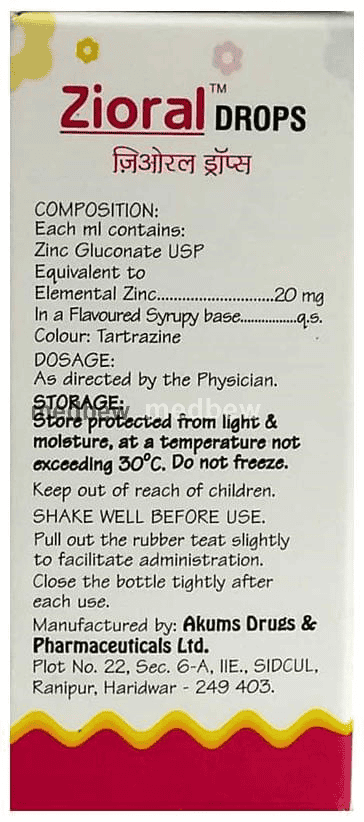 Zioral™ DROPS
ज़िओरल ड्रॉप्स
COMPOSITION:
Each ml contains:
Zinc Gluconate USP
Equivalent to
Elemental Zinc............................20 mg
In a Flavoured Syrupy base.................q.s.
Colour: Tartrazine
DOSAGE:
As directed by the Physician.
STORAGE:
medbew medbew
Store protected from light &
moisture, at a temperature not
exceeding 30°C. Do not freeze.
Keep out of reach of children.
SHAKE WELL BEFORE USE.
Pull out the rubber teat slightly
to facilitate administration.
Close the bottle tightly after
each use.
Manufactured by: Akums Drugs &
Pharmaceuticals Ltd.
Plot No. 22, Sec. 6-A, IIE., SIDCUL,
Ranipur, Haridwar - 249 403.